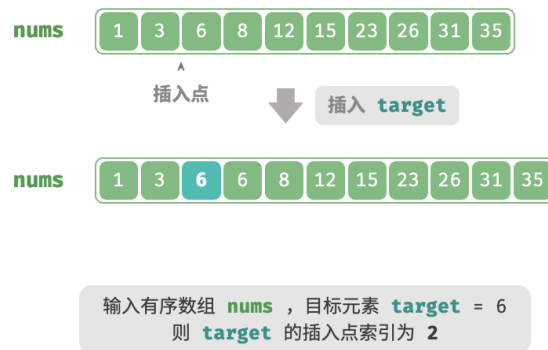 nums 1 3 6 8 12 15 23 26 31 35
插入点
插入 target
nums 1 3 6 6 8 12 15 23 26 31 35
输入有序数组 nums ，目标元素 target = 6
则 target 的插入点索引为 2